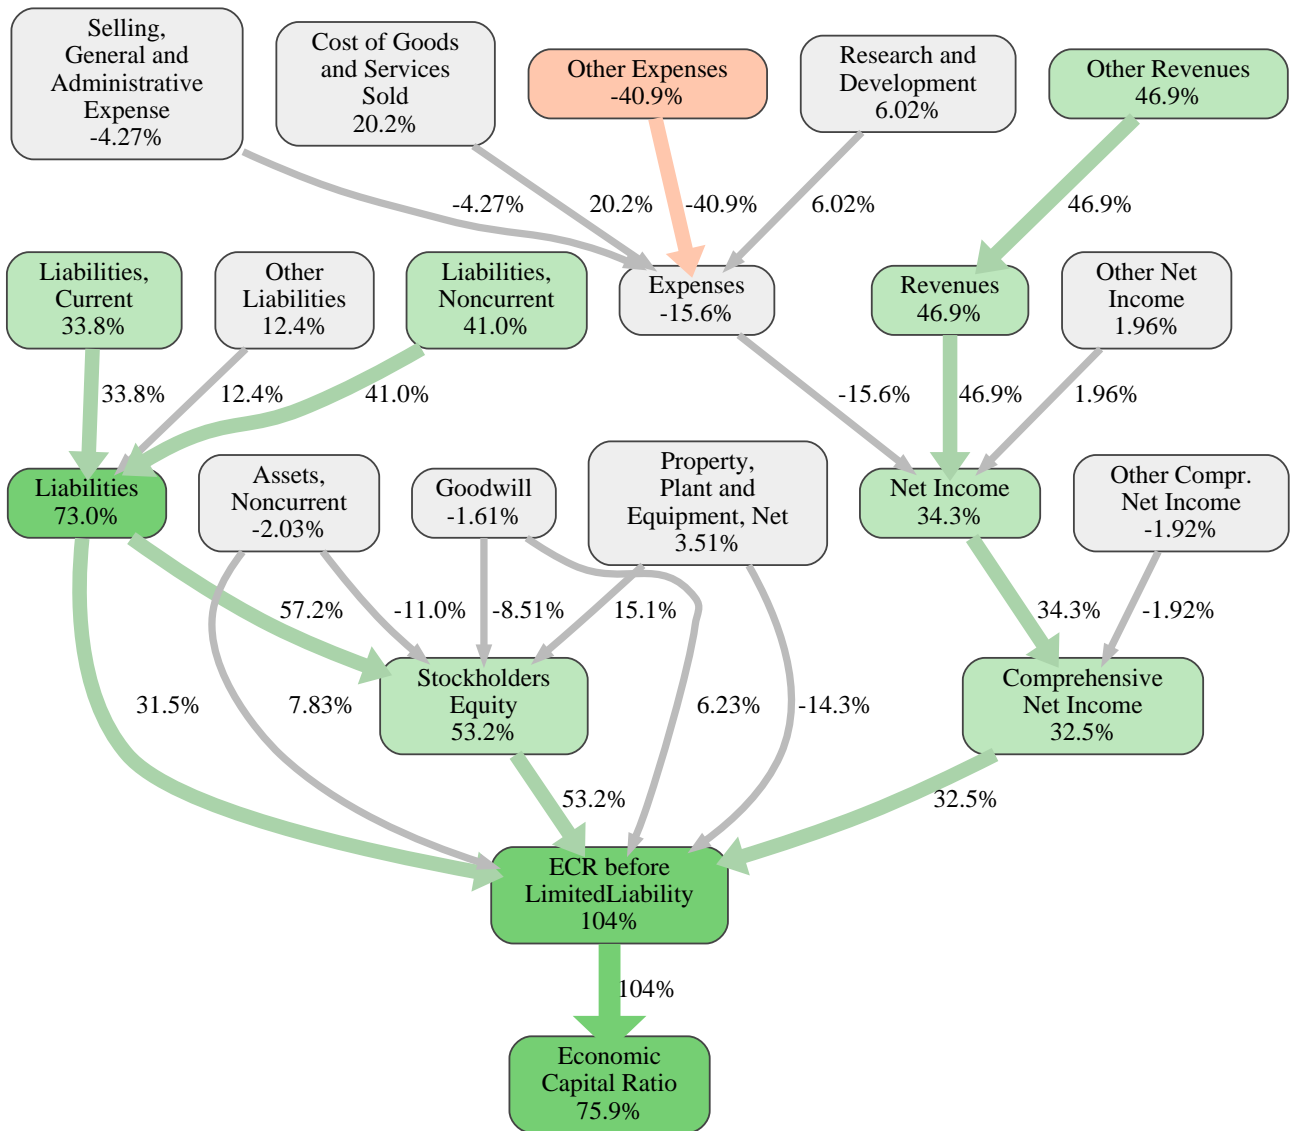 Selling,
General and
Administrative
Expense
-4.27%
Cost of Goods
and Services
Sold
20.2%
Other Expenses
-40.9%
Research and
Development
6.02%
Other Revenues
46.9%
-4.27%
20.2%
-40.9%
6.02%
46.9%
Liabilities,
Current
33.8%
Other
Liabilities
12.4%
Liabilities,
Noncurrent
41.0%
Expenses
-15.6%
Revenues
46.9%
Other Net
Income
1.96%
33.8%
12.4%
41.0%
-15.6%
46.9%
1.96%
Liabilities
73.0%
Assets,
Noncurrent
-2.03%
Goodwill
-1.61%
Property,
Plant and
Equipment, Net
3.51%
Net Income
34.3%
Other Compr.
Net Income
-1.92%
57.2%
-11.0%
-8.51%
15.1%
34.3%
-1.92%
31.5%
7.83%
Stockholders
Equity
53.2%
6.23%
-14.3%
Comprehensive
Net Income
32.5%
53.2%
32.5%
ECR before
LimitedLiability
104%
104%
Economic
Capital Ratio
75.9%